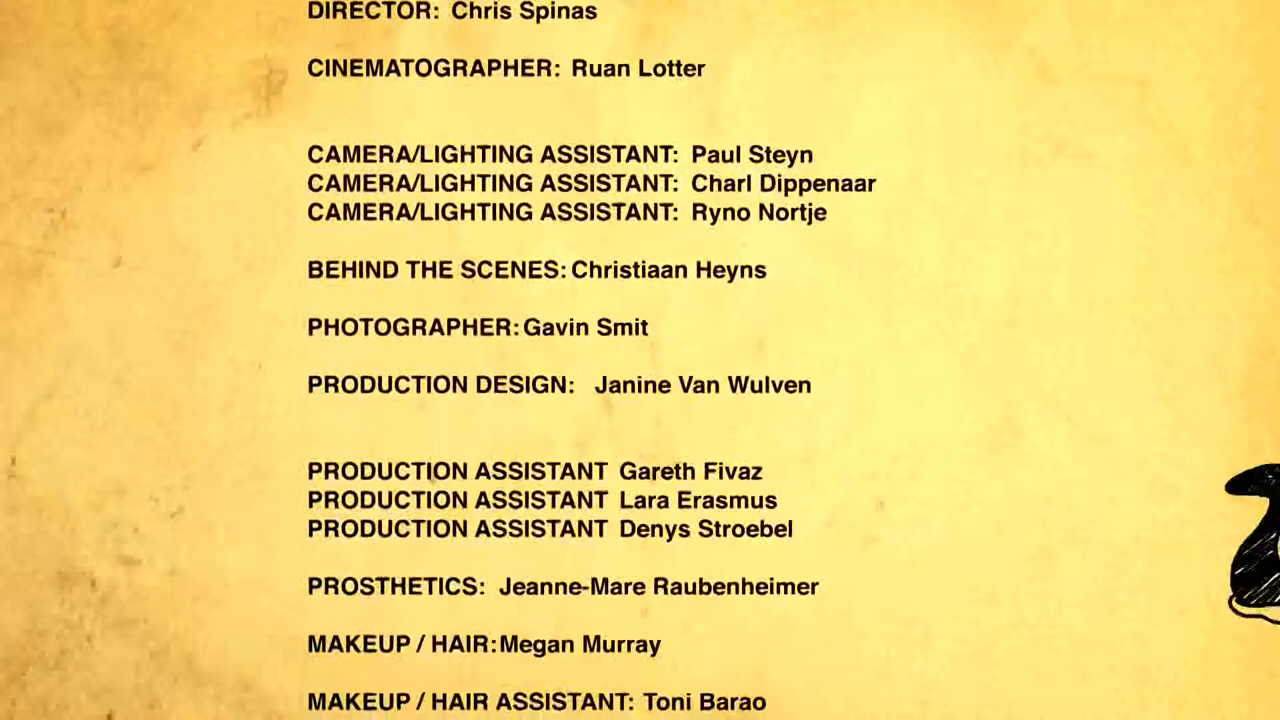 DIRECTOR: Chris Spinas
CINEMATOGRAPHER: Ruan Lotter
CAMERA/LIGHTING ASSISTANT: Paul Steyn
CAMERA/LIGHTING ASSISTANT: Charl Dippenaar
CAMERA/LIGHTING ASSISTANT: Ryno Nortje
BEHIND THE SCENES: Christiaan Heyns
PHOTOGRAPHER: Gavin Smit
PRODUCTION DESIGN: Janine Van Wulven
PRODUCTION ASSISTANT Gareth Fivaz
PRODUCTION ASSISTANT Lara Erasmus
PRODUCTION ASSISTANT Denys Stroebel
PROSTHETICS: Jeanne-Mare Raubenheimer
MAKEUP / HAIR: Megan Murray
MAKEUP / HAIR ASSISTANT: Toni Barao